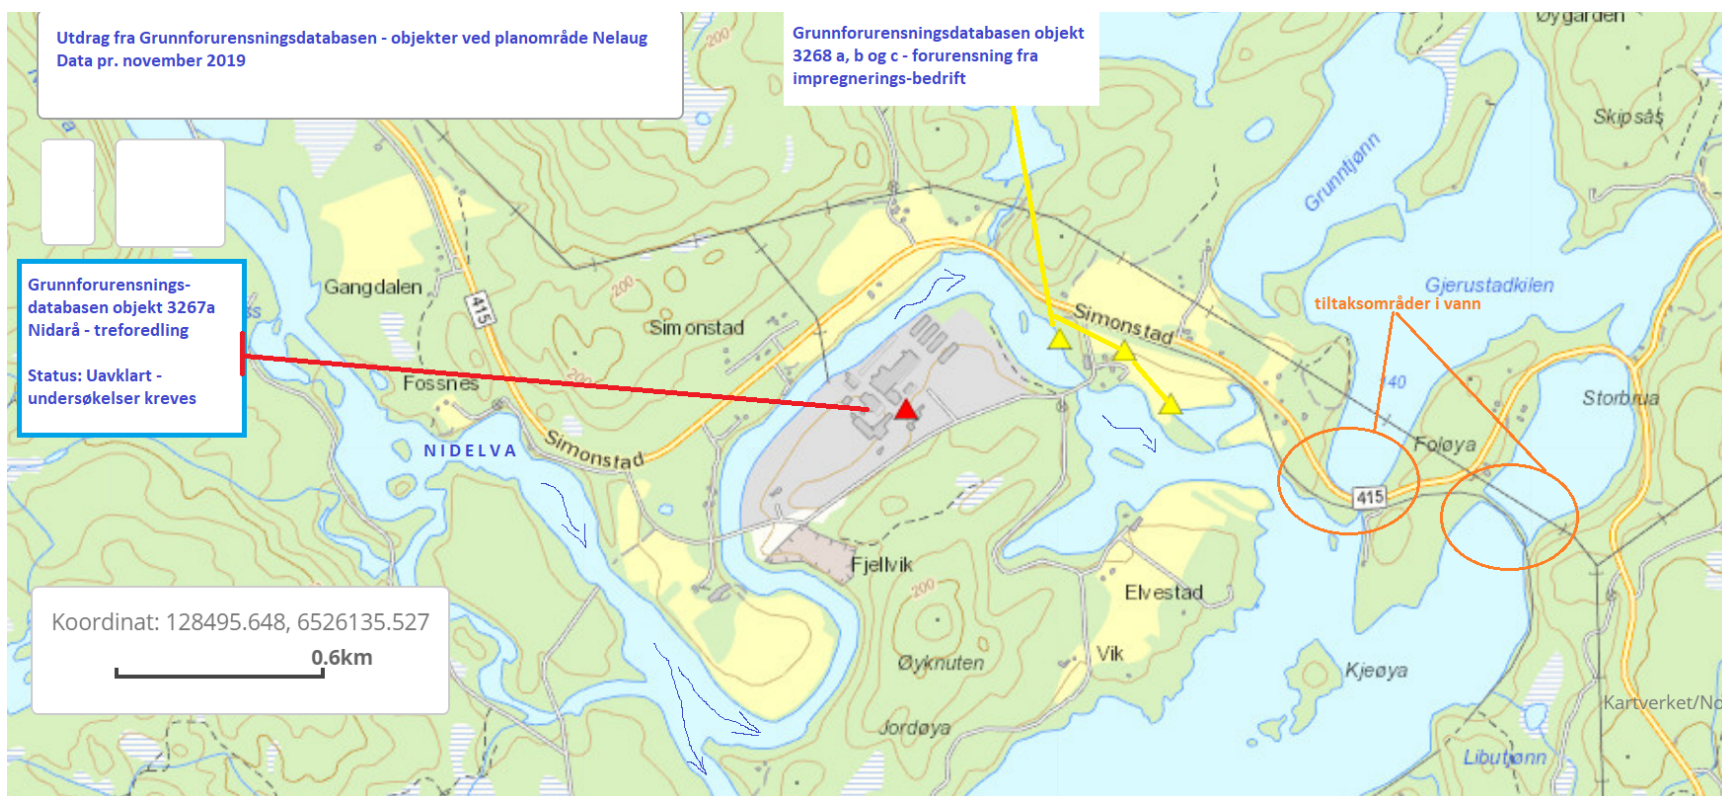 Utdrag fra Grunnforurensningsdatabasen - objekter ved planområde Nelaug
Data pr. november 2019
Grunnforurensningsdatabasen objekt
3268 a, b og c - forurensning fra
impregnerings-bedrift
Øygarden
Skipsås
Grunntjønn
Grunnforurensnings-
databasen objekt 3267a
Nidarå - treforedling
Status: Uavklart -
undersøkelser kreves
Gangdalen
415
Simonstad
200
200
200
Simonstad
Gjerustadkilen
tiltaksområder i vann
140
Storbrua
Fossnes
Foløya
NIDELVA
Simonstad
415
Fjellvik
200
Elvestad
Koordinat: 128495.648, 6526135.527
0.6km
Øyknuten
Vik
Kjeøya
Jordøya
Kartverket/No
Libutjønn